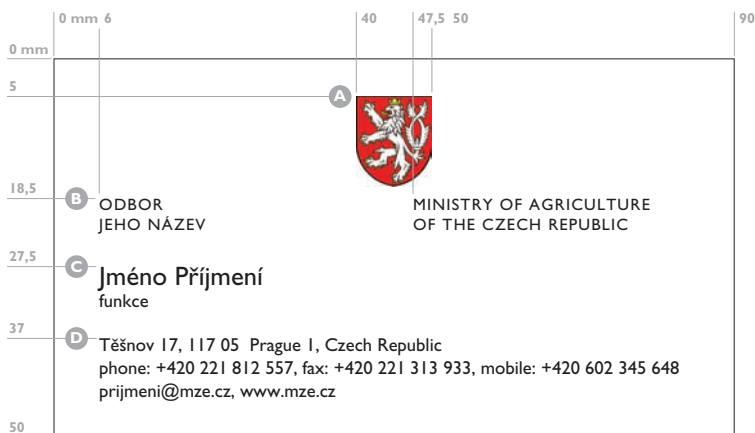 0 mm 6 40 47,5 50 90
0 mm
5 A
18,5 B ODBOR MINISTRY OF AGRICULTURE
JEHO NÁZEV OF THE CZECH REPUBLIC
27,5 C Jméno Příjmení
funkce
37 D Těšnov 17, 117 05 Prague 1, Czech Republic
phone: +420 221 812 557, fax: +420 221 313 933, mobile: +420 602 345 648
prijmeni@mze.cz, www.mze.cz
50